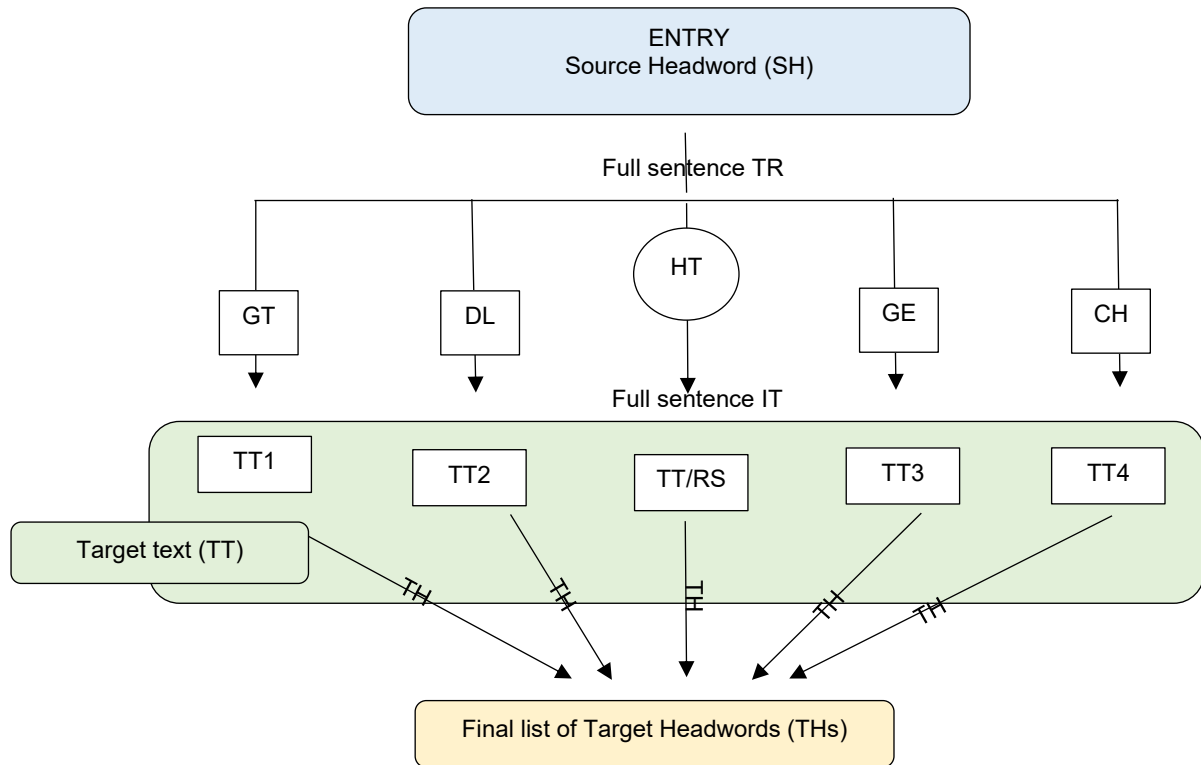 ENTRY
Source Headword (SH)
Full sentence TR
HT
GT
DL
GE
CH
Full sentence IT
TT1
TT2
TT/RS
TT3
TT4
Target text (TT)
TH
TH
TH
TH
TH
Final list of Target Headwords (THs)